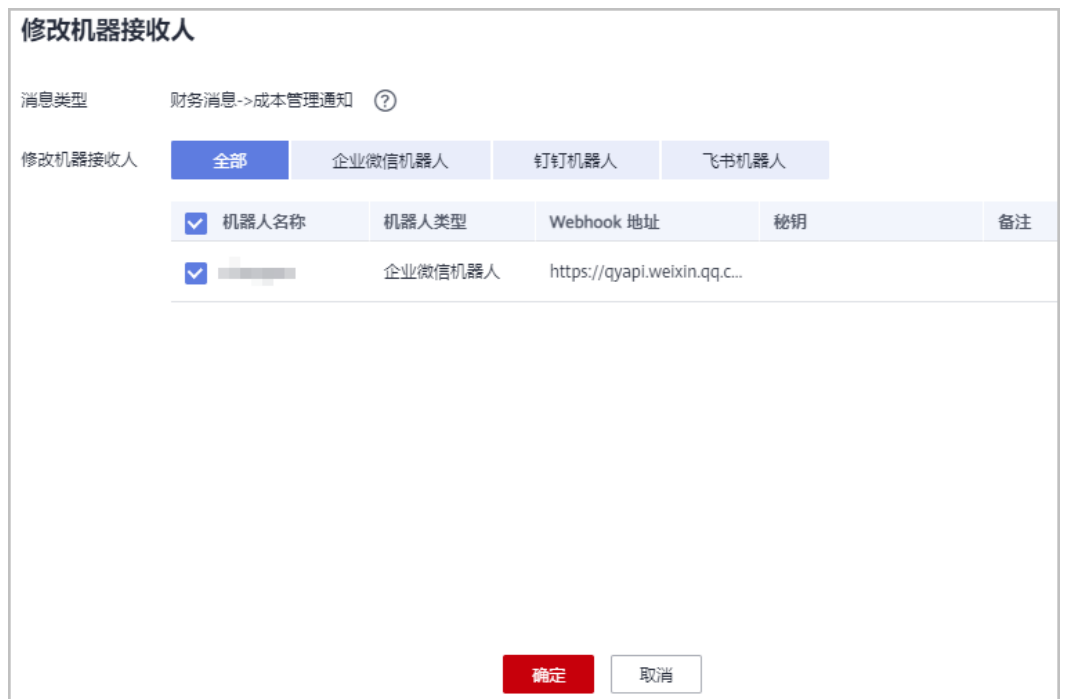 修改机器接收人
消息类型 财务消息->成本管理通知 ?
修改机器接收人 全部 企业微信机器人 钉钉机器人 飞书机器人
机器人名称 机器人类型 Webhook 地址 秘钥 备注
企业微信机器人 https://qyapi.weixin.qq.c...
确定 取消